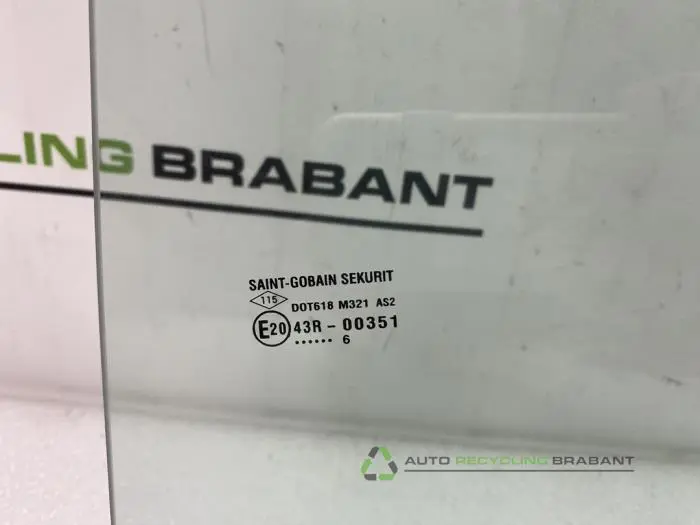 LING BRABANT
SAINT-GOBAIN SEKURIT
115 DOT618 M321 AS2
E20 43R - 00351
...... 6
AUTO RECYCLING BRABANT